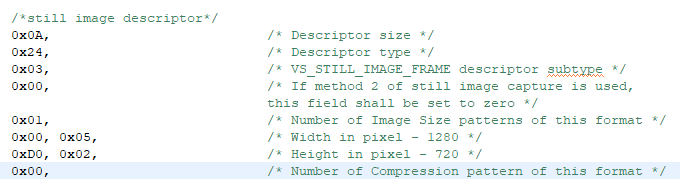 /*still image descriptor*/
0x0A, /* Descriptor size */
0x24, /* Descriptor type */
0x03, /* VS_STILL_IMAGE_FRAME descriptor subtype */
0x00, /* If method 2 of still image capture is used,
this field shall be set to zero */
0x01, /* Number of Image Size patterns of this format */
0x00, 0x05, /* Width in pixel - 1280 */
0xD0, 0x02, /* Height in pixel - 720 */
0x00, /* Number of Compression pattern of this format */